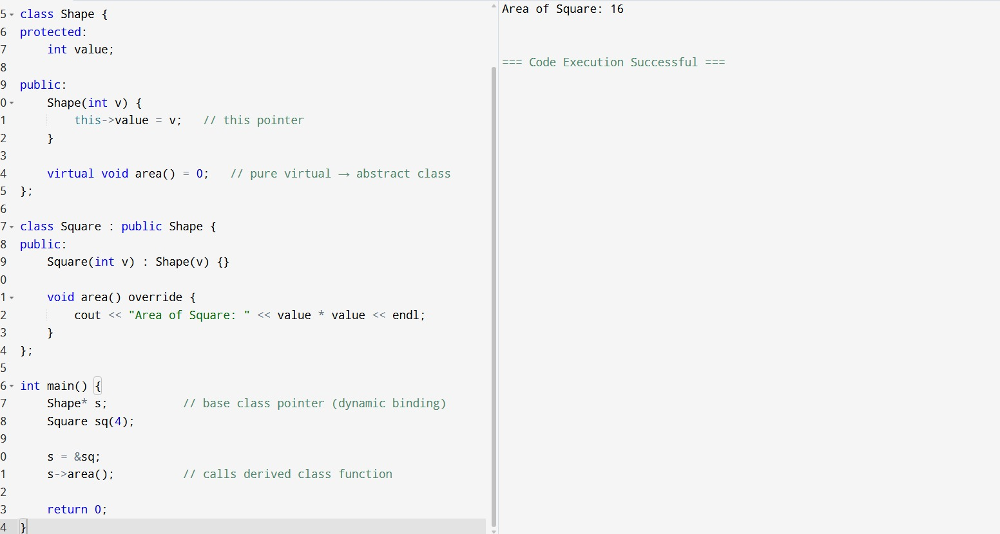 5 class Shape {
6 protected:
7     int value;
8
9 public:
0     Shape(int v) {
1         this->value = v;   // this pointer
2     }
3
4     virtual void area() = 0;   // pure virtual → abstract class
5 };
6
7 class Square : public Shape {
8 public:
9     Square(int v) : Shape(v) {}
0
1     void area() override {
2         cout << "Area of Square: " << value * value << endl;
3     }
4 };
5
6 int main() {
7     Shape* s;           // base class pointer (dynamic binding)
8     Square sq(4);
9
0     s = &sq;
1     s->area();          // calls derived class function
2
3     return 0;
4 }
Area of Square: 16
=== Code Execution Successful ===